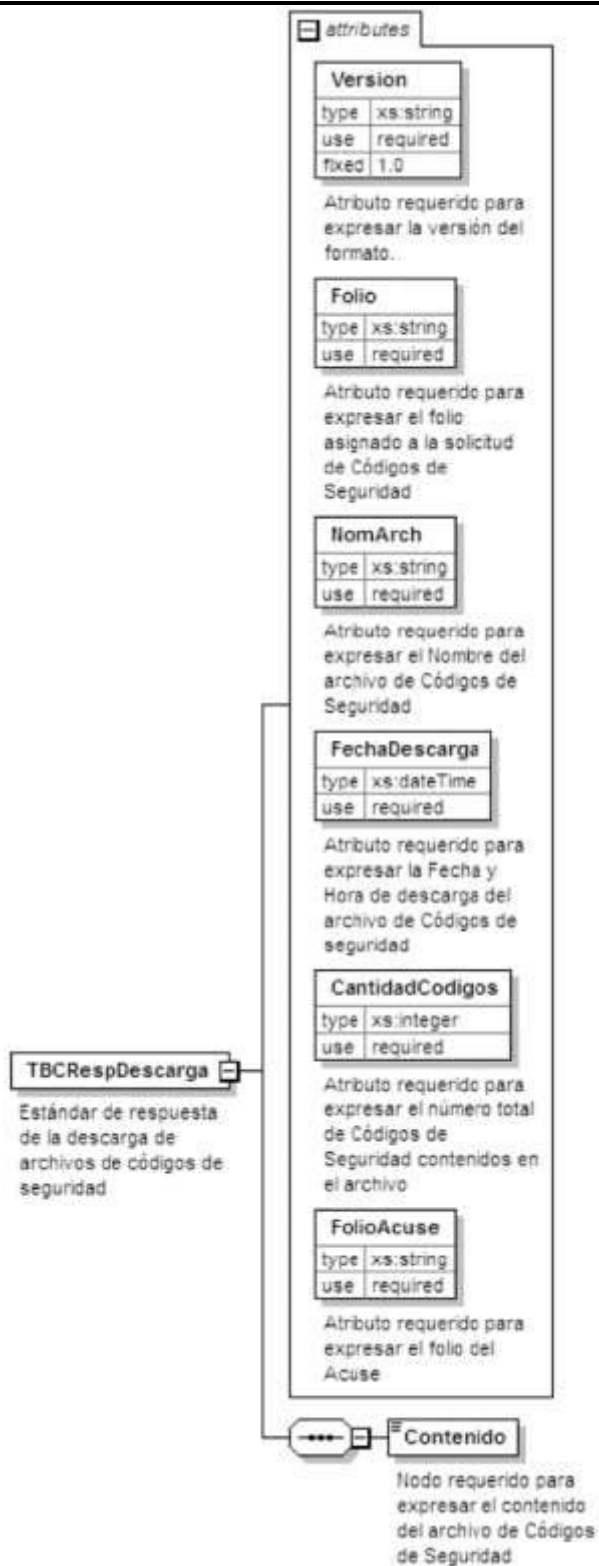 attributes
Version
type xs:string
use required
fixed 1.0
Atributo requerido para
expresar la versión del
formato.
Folio
type xs:string
use required
Atributo requerido para
expresar el folio
asignado a la solicitud
de Códigos de
Seguridad
NomArch
type xs:string
use required
Atributo requerido para
expresar el Nombre del
archivo de Códigos de
Seguridad
FechaDescarga
type xs:dateTime
use required
Atributo requerido para
expresar la Fecha y
Hora de descarga del
archivo de Códigos de
seguridad
CantidadCodigos
type xs:integer
use required
Atributo requerido para
expresar el número total
de Códigos de
Seguridad contenidos en
el archivo
FolioAcuse
type xs:string
use required
Atributo requerido para
expresar el folio del
Acuse
TBCRespDescarga
Estándar de respuesta
de la descarga de
archivos de códigos de
seguridad
Contenido
Nodo requerido para
expresar el contenido
del archivo de Códigos
de Seguridad